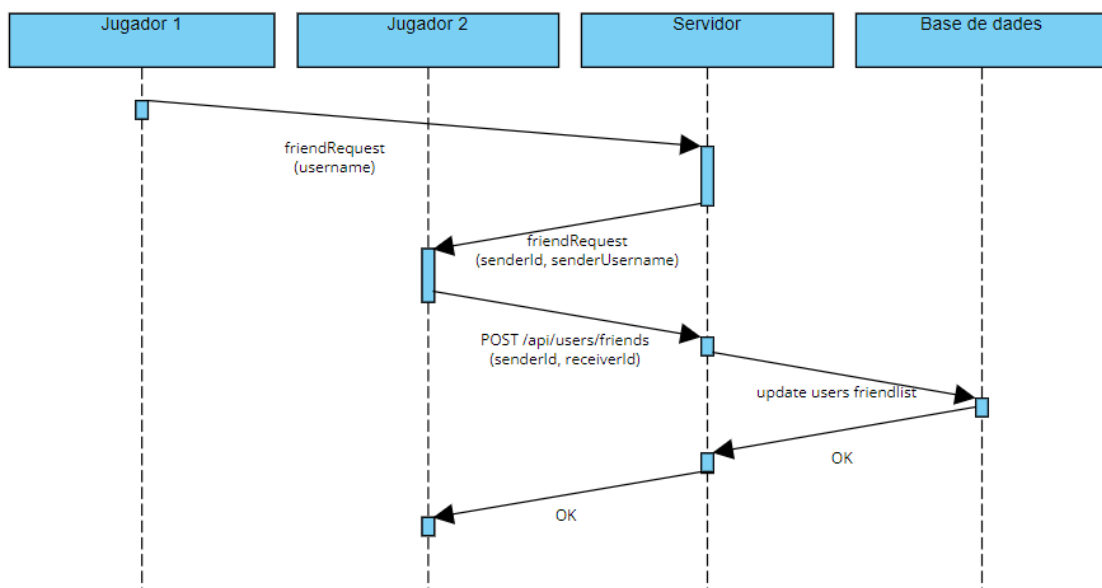 Jugador 1
Jugador 2
Servidor
Base de dades
friendRequest
(username)
friendRequest
(senderId, senderUsername)
POST /api/users/friends
(senderId, receiverId)
update users friendlist
OK
OK